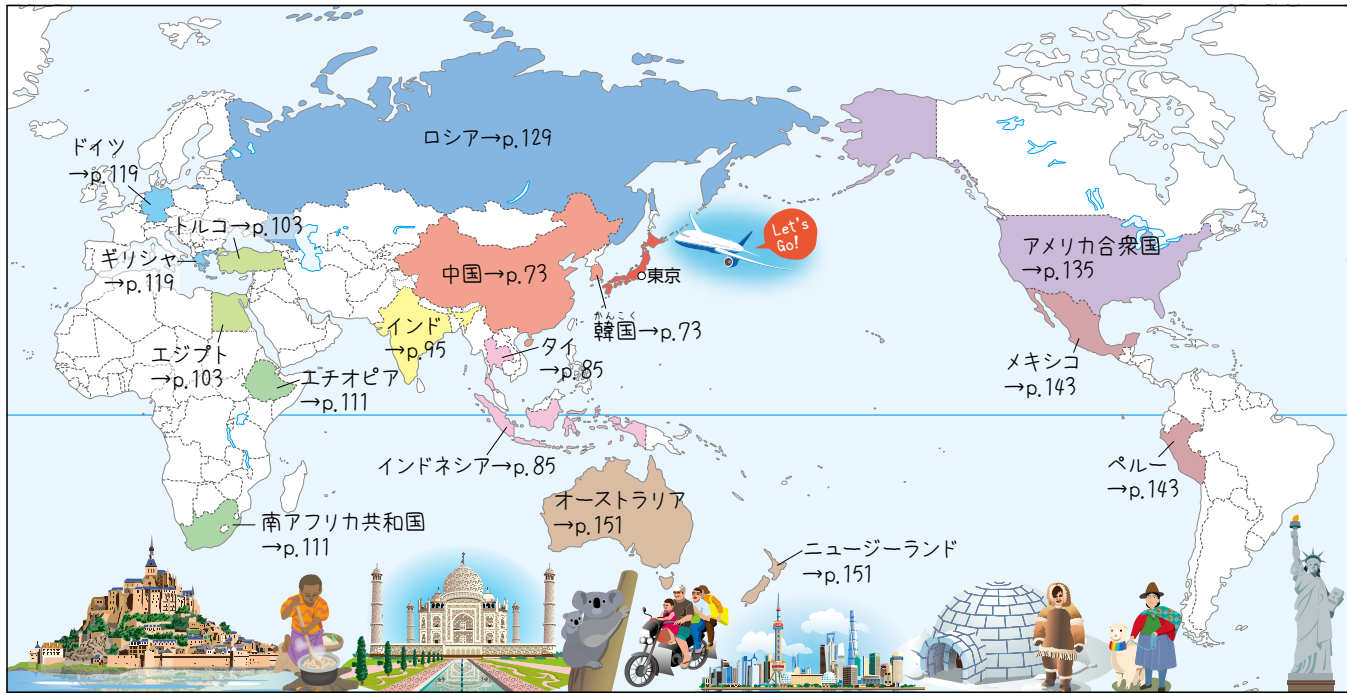 ロシア→p.129
ドイツ
→p.119
トルコ→p.103
ギリシャ
→p.119
中国→p.73
東京
Let's
Go!
アメリカ合衆国
→p.135
かんこく
韓国→p.73
インド
→p.95
タイ
→p.85
エジプト
→p.103
エチオピア
→p.111
メキシコ
→p.143
インドネシア→p.85
ペルー
→p.143
オーストラリア
→p.151
南アフリカ共和国
→p.111
ニュージーランド
→p.151